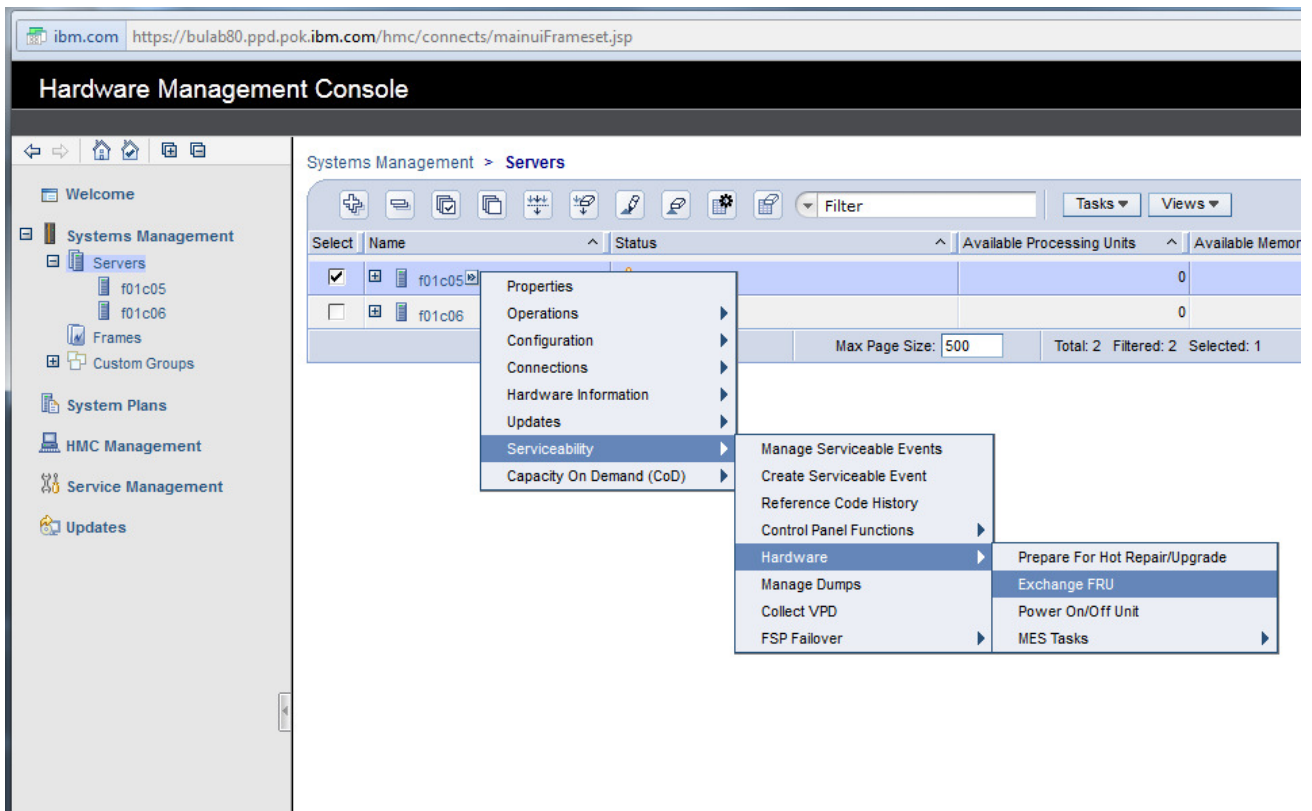 ibm.com https://bulab80.ppd.pok.ibm.com/hmc/connects/mainuiFrameset.jsp
Hardware Management Console
Welcome
Systems Management
Servers
f01c05
f01c06
Frames
Custom Groups
System Plans
HMC Management
Service Management
Updates
Systems Management > Servers
Filter
Tasks Views
Select Name ^ Status ^ Available Processing Units ^ Available Memor
f01c05 0
f01c06 0
Max Page Size: 500 Total: 2 Filtered: 2 Selected: 1
Properties
Operations
Configuration
Connections
Hardware Information
Updates
Serviceability
Capacity On Demand (CoD)
Manage Serviceable Events
Create Serviceable Event
Reference Code History
Control Panel Functions
Hardware
Manage Dumps
Collect VPD
FSP Failover
Prepare For Hot Repair/Upgrade
Exchange FRU
Power On/Off Unit
MES Tasks